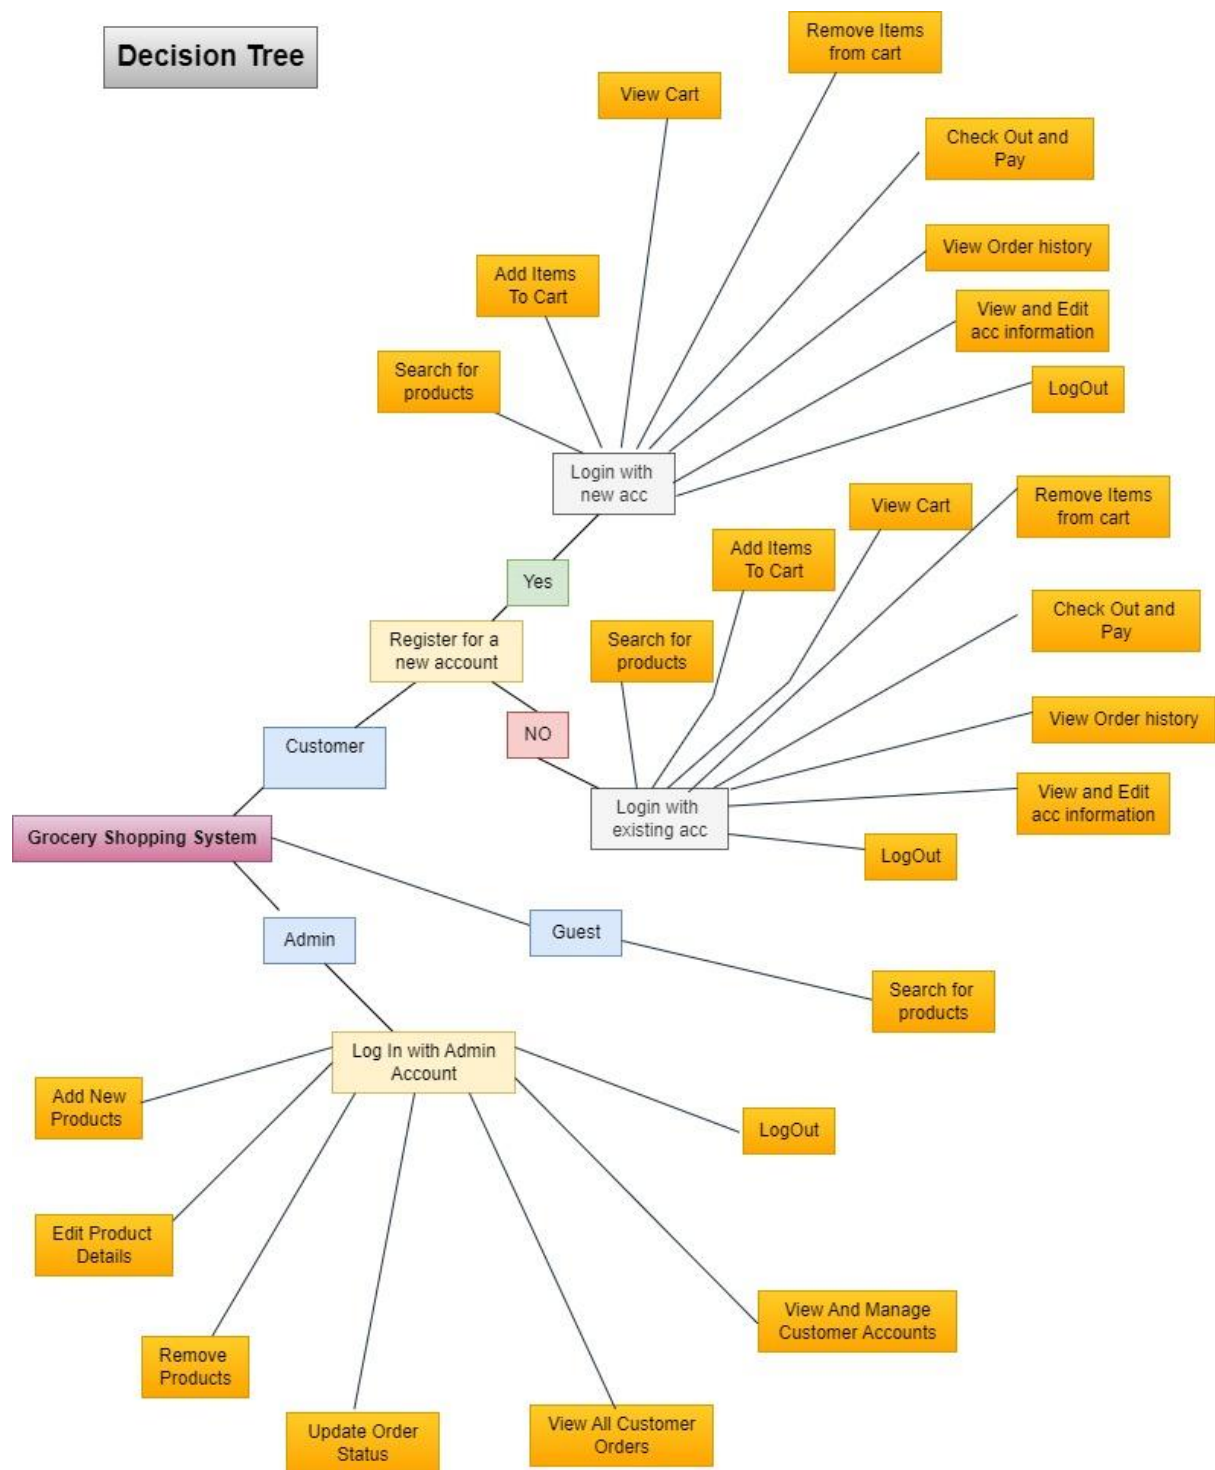 Decision Tree
Remove Items
from cart
View Cart
Check Out and
Pay
View Order history
Add Items
To Cart
View and Edit
acc information
Search for
products
LogOut
Login with
new acc
View Cart
Remove Items
from cart
Add Items
To Cart
Yes
Check Out and
Pay
Register for a
new account
Search for
products
View Order history
NO
Customer
View and Edit
acc information
Login with
existing acc
Grocery Shopping System
LogOut
Admin
Guest
Search for
products
Log In with Admin
Account
Add New
Products
LogOut
Edit Product
Details
View And Manage
Customer Accounts
Remove
Products
Update Order
Status
View All Customer
Orders